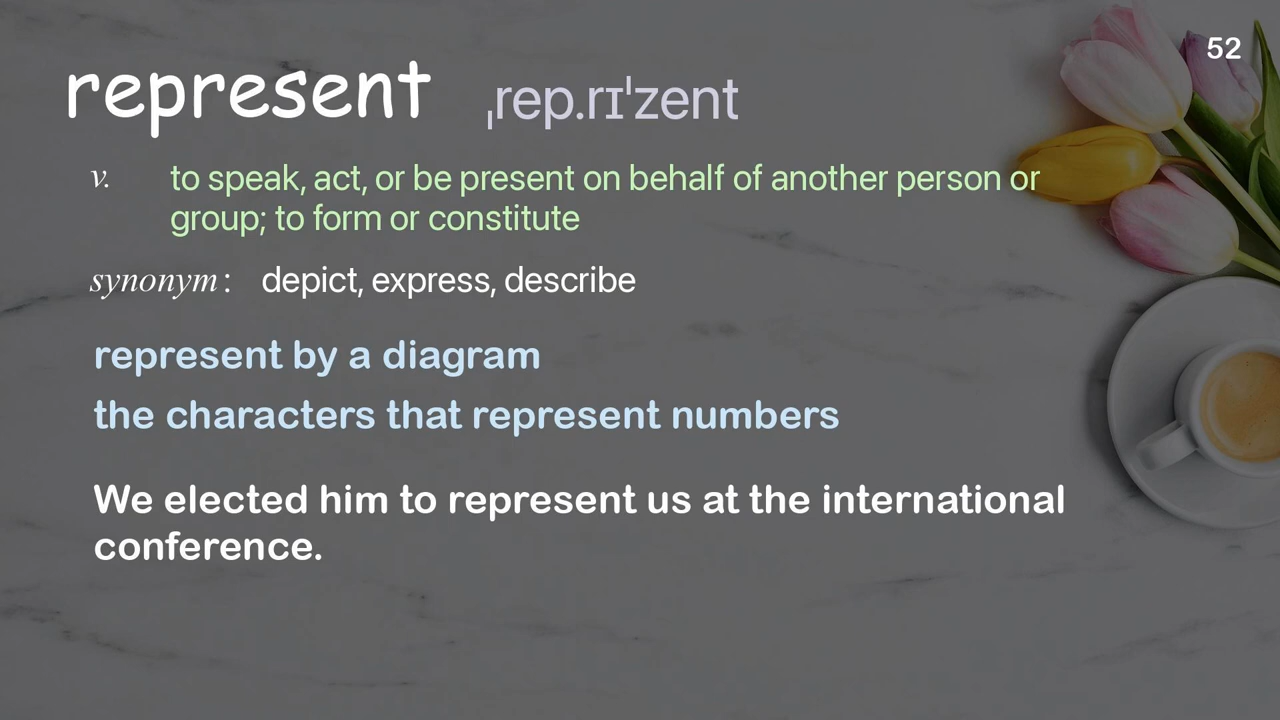 52
represent ˌrep.rɪˈzent
v. to speak, act, or be present on behalf of another person or
group; to form or constitute
synonym: depict, express, describe
represent by a diagram
the characters that represent numbers
We elected him to represent us at the international
conference.